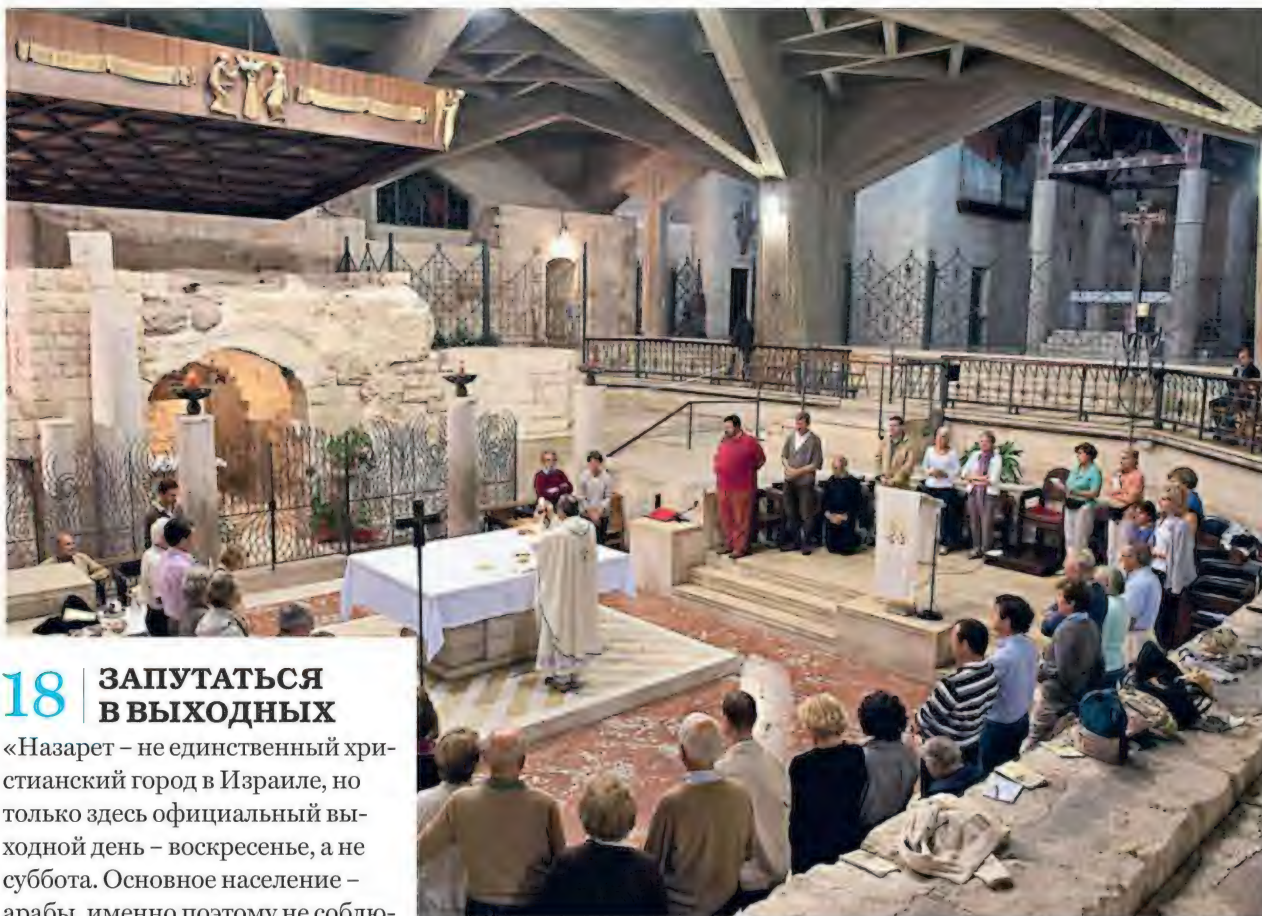 18
ЗАПУТАТЬСЯ
В ВЫХОДНЫХ
«Назарет – не единственный хри-
стианский город в Израиле, но
только здесь официальный вы-
ходной день – воскресенье, а не
суббота. Основное население –
арабы, именно поэтому не соблю-